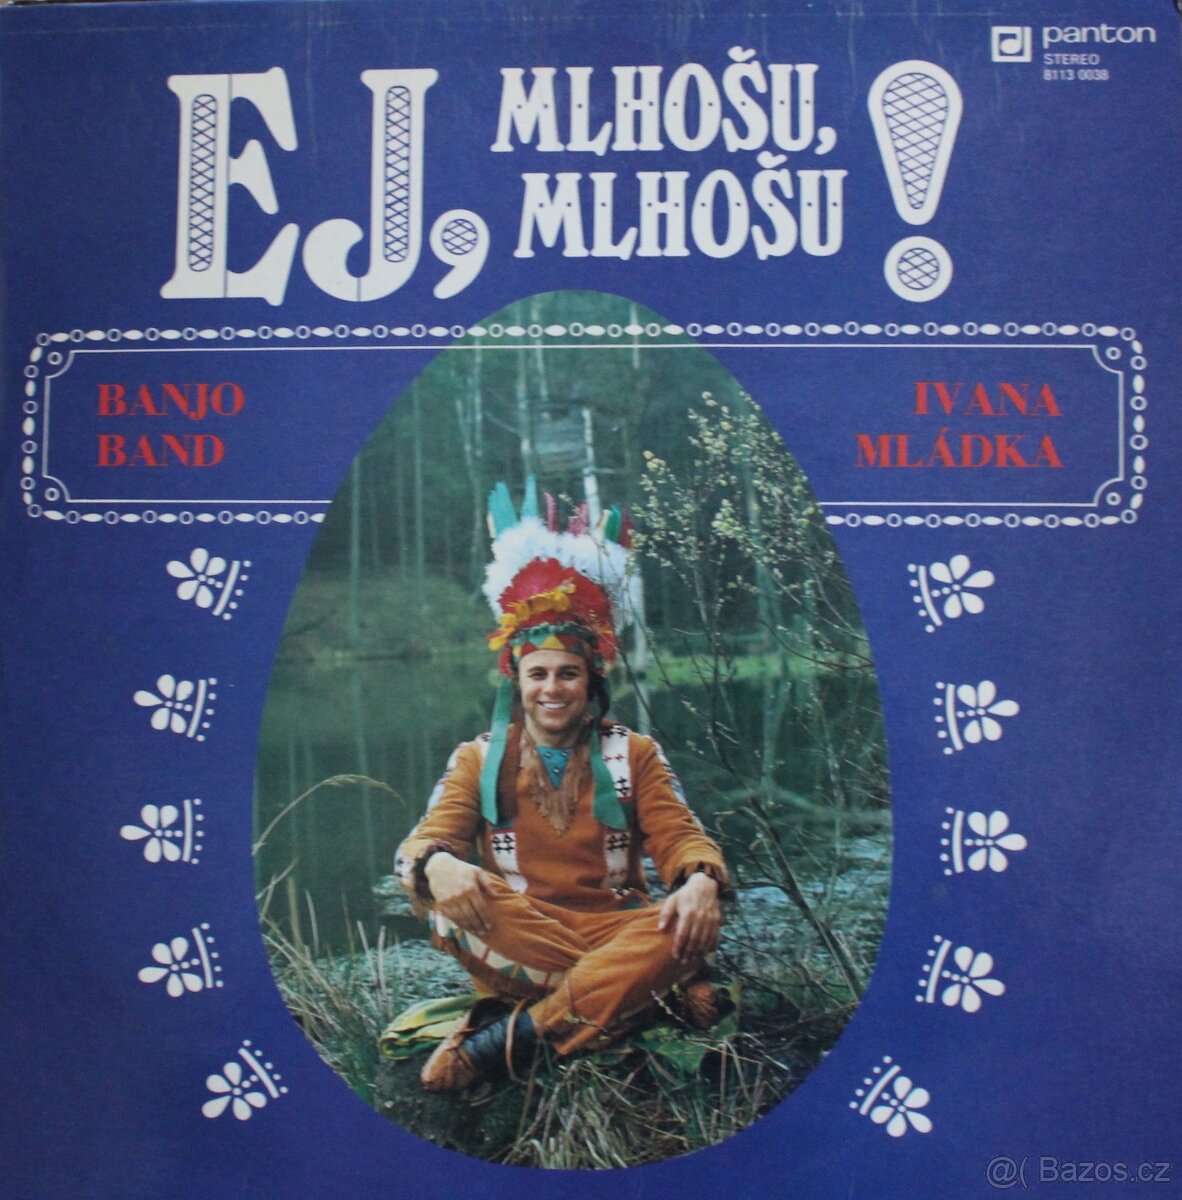 panton
STEREO
8113 0038
EJ, MLHOŠU,
MLHOŠU!
BANJO
BAND
IVANA
MLÁDKA
@( Bazos.cz